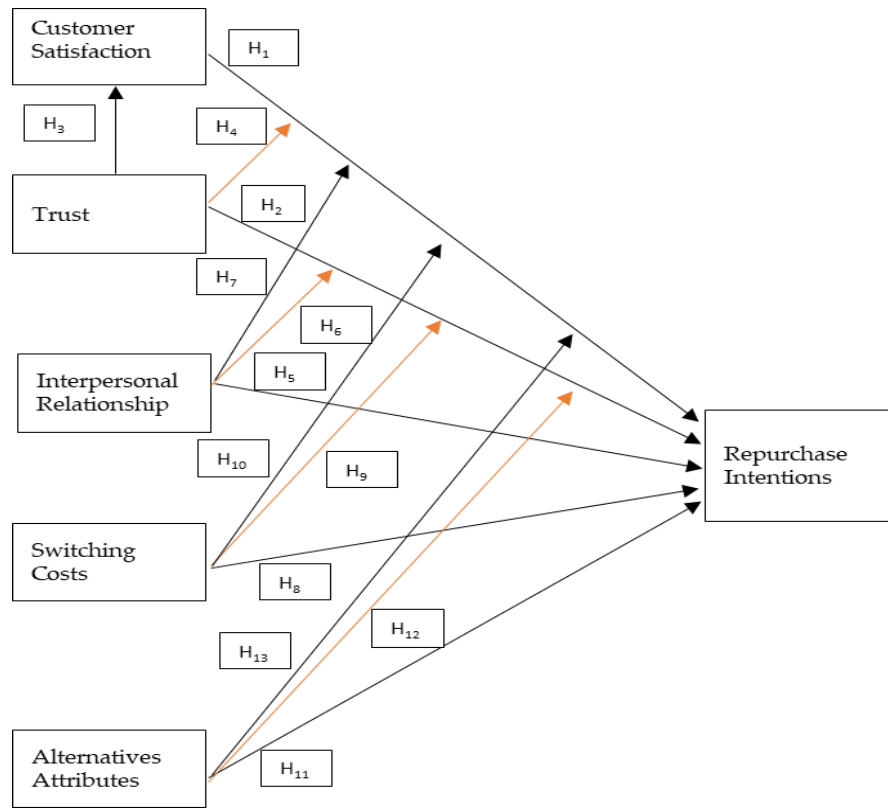 Customer
Satisfaction
H₁
H₃
H₄
Trust
H₂
H₇
H₆
Interpersonal
Relationship
H₅
Repurchase
Intentions
H₁₀
H₉
Switching
Costs
H₈
H₁₂
H₁₃
Alternatives
Attributes
H₁₁